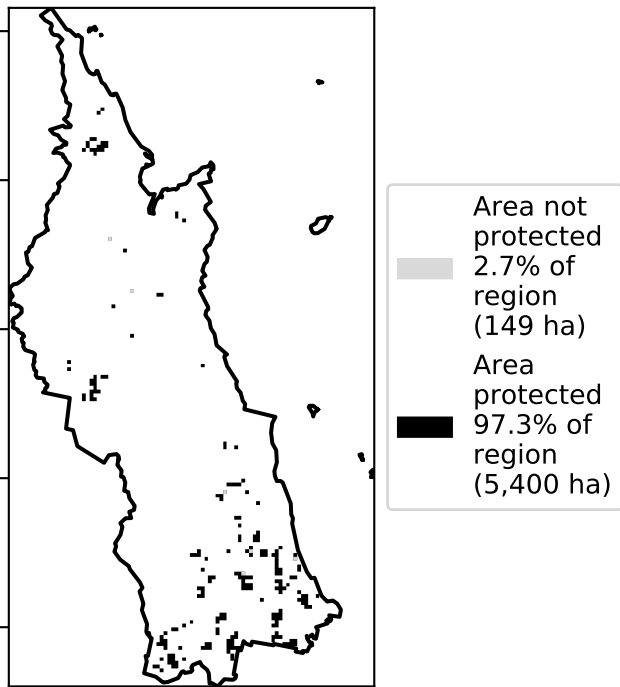 Area not
protected
2.7% of
region
(149 ha)
Area
protected
97.3% of
region
(5,400 ha)